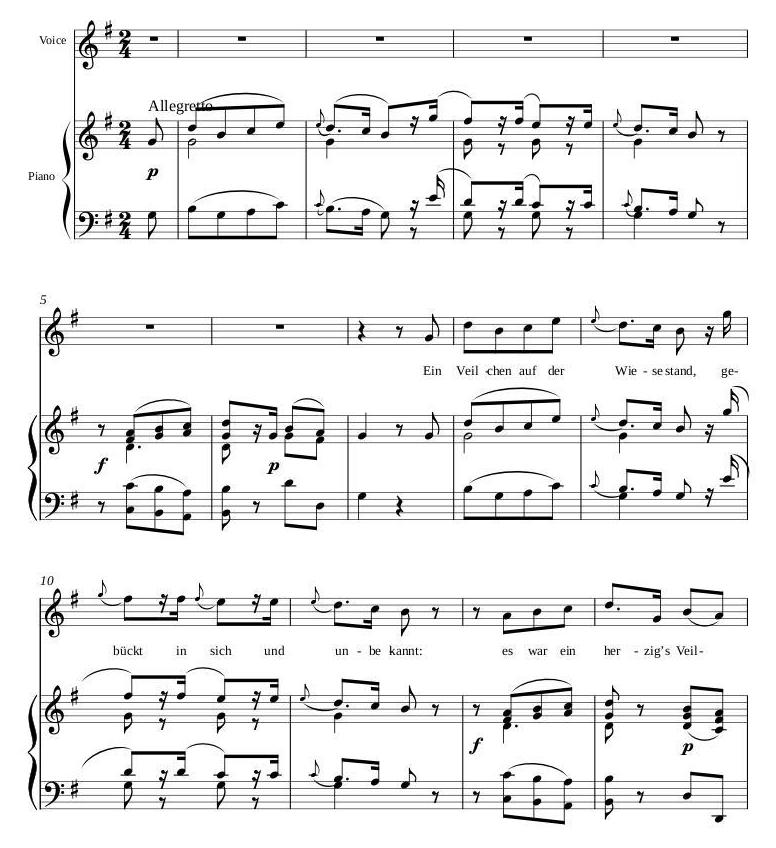 Voice
Allegretto
p
Piano
5
Ein Veil -chen auf der Wie - se stand, ge-
f p
10
bückt in sich und un - be kannt: es war ein her - zig's Veil-
f p